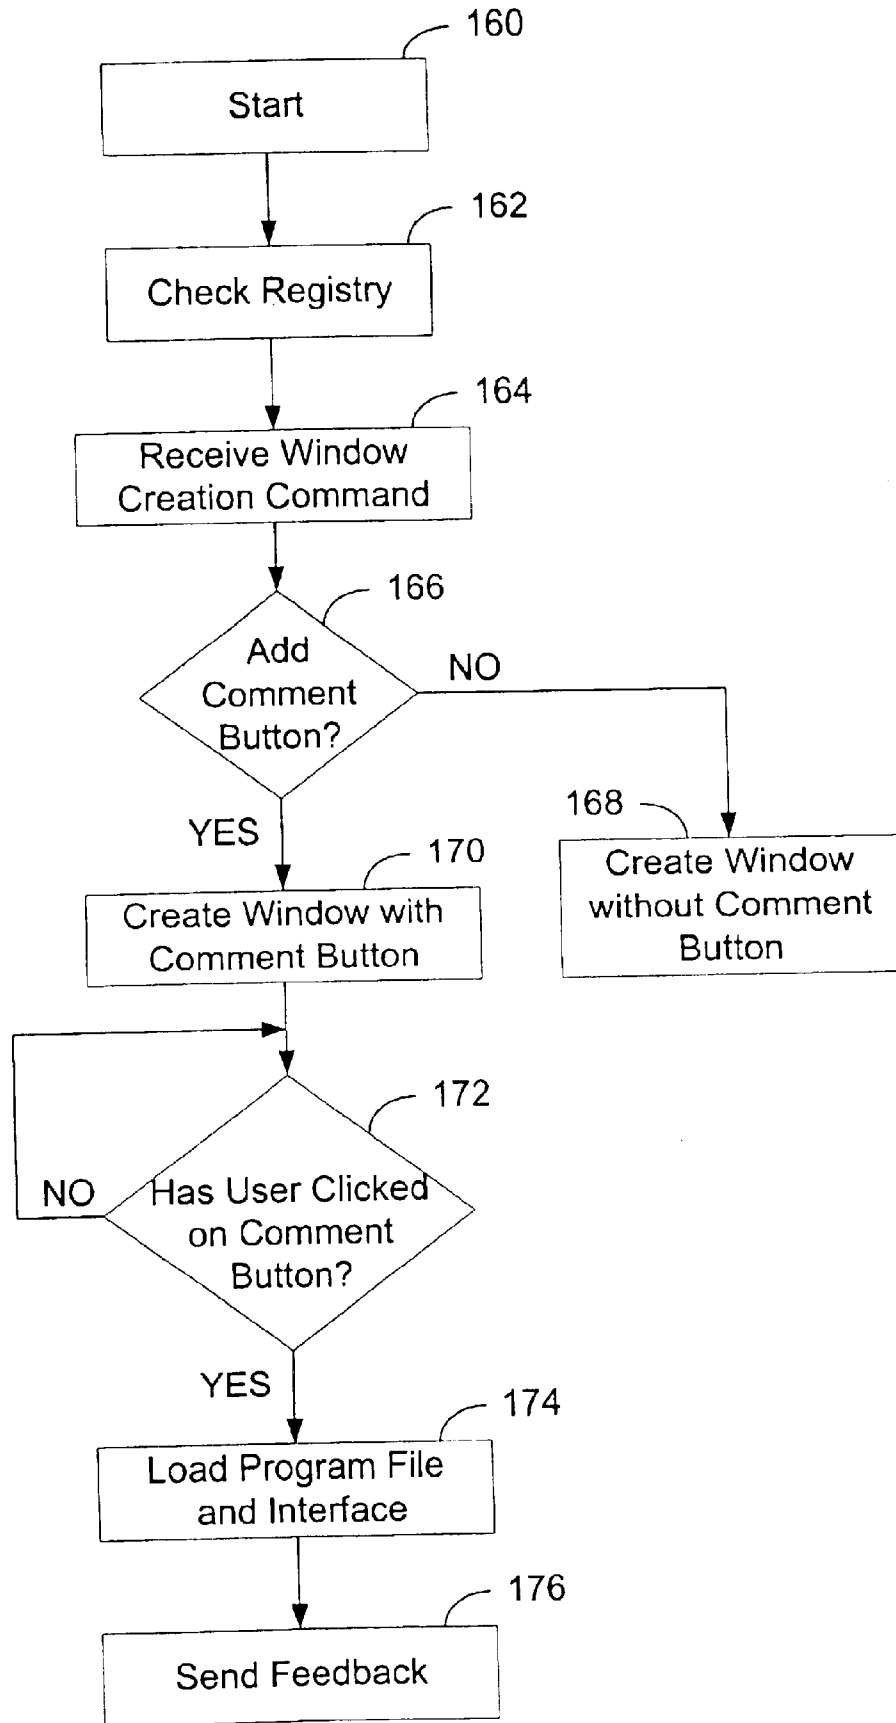 160
Start
162
Check Registry
164
Receive Window
Creation Command
166
Add
Comment
Button?
NO
YES
168
Create Window
without Comment
Button
170
Create Window with
Comment Button
172
Has User Clicked
on Comment
Button?
NO
YES
174
Load Program File
and Interface
176
Send Feedback